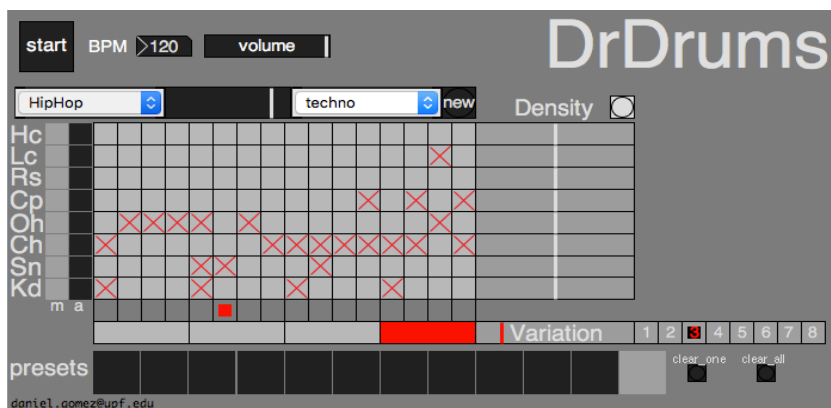 start BPM >120 volume DrDrums
HipHop techno new Density
Hc
Lc
Rs
Cp
Oh
Ch
Sn
Kd
m a
Variation 1 2 3 4 5 6 7 8
presets clear_one clear_all
daniel.gomez@upf.edu